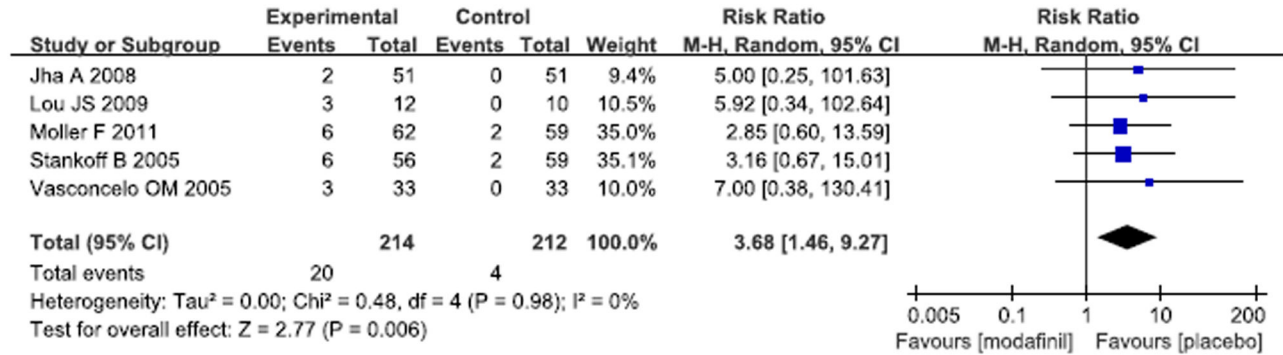 Experimental Control Risk Ratio Risk Ratio
Study or Subgroup Events Total Events Total Weight M-H, Random, 95% CI M-H, Random, 95% CI
Jha A 2008 2 51 0 51 9.4% 5.00 [0.25, 101.63]
Lou JS 2009 3 12 0 10 10.5% 5.92 [0.34, 102.64]
Moller F 2011 6 62 2 59 35.0% 2.85 [0.60, 13.59]
Stankoff B 2005 6 56 2 59 35.1% 3.16 [0.67, 15.01]
Vasconcelo OM 2005 3 33 0 33 10.0% 7.00 [0.38, 130.41]
Total (95% CI) 214 212 100.0% 3.68 [1.46, 9.27]
Total events 20 4
Heterogeneity: Tau² = 0.00; Chi² = 0.48, df = 4 (P = 0.98); I² = 0%
Test for overall effect: Z = 2.77 (P = 0.006)
0.005 0.1 1 10 200
Favours [modafinil] Favours [placebo]